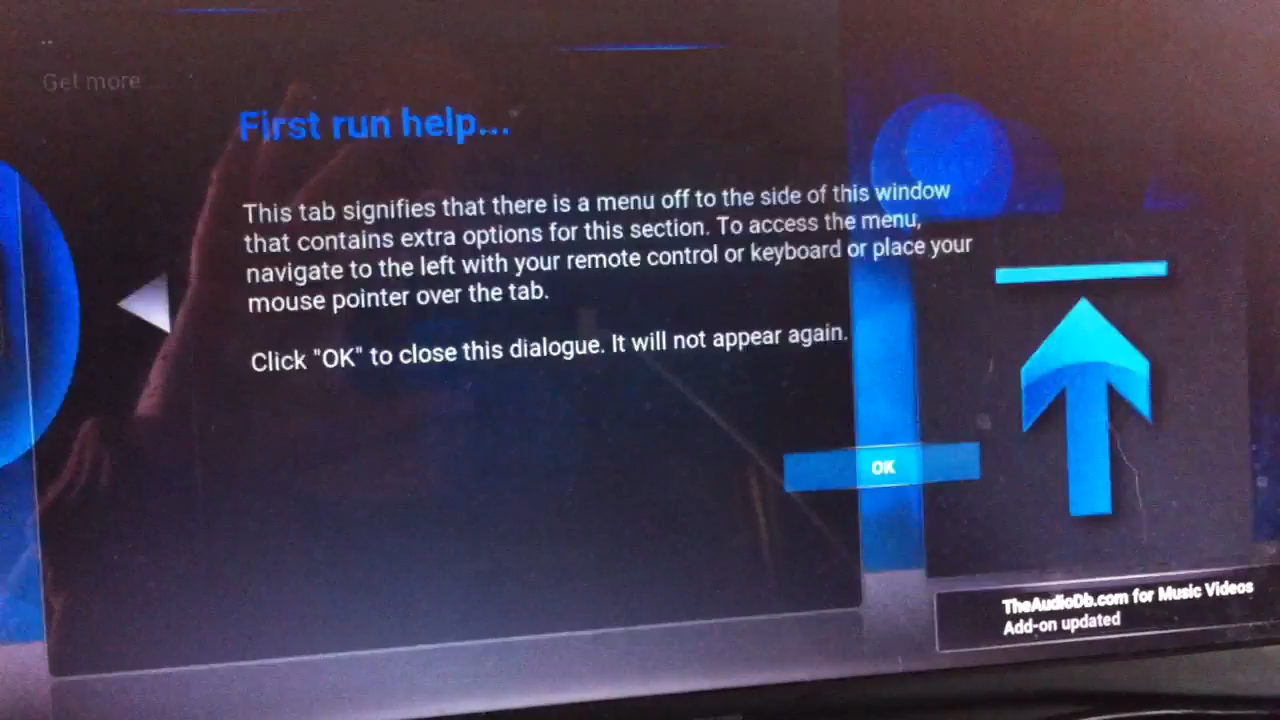 ..
Get more
First run help...
This tab signifies that there is a menu off to the side of this window
that contains extra options for this section. To access the menu,
navigate to the left with your remote control or keyboard or place your
mouse pointer over the tab.
Click "OK" to close this dialogue. It will not appear again.
OK
TheAudioDb.com for Music Videos
Add-on updated